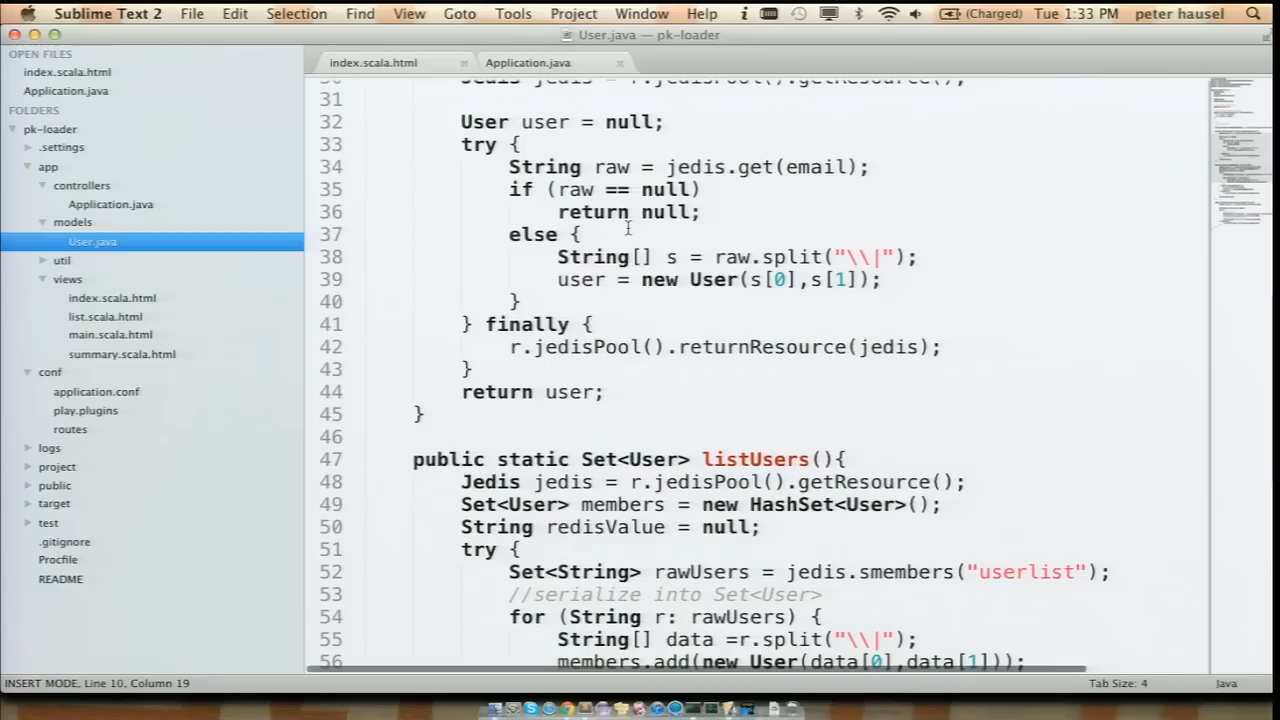 Sublime Text 2 File Edit Selection Find View Goto Tools Project Window Help (Charged) Tue 1:33 PM peter hausel
User.java — pk-loader
OPEN FILES
index.scala.html
Application.java
FOLDERS
pk-loader
.settings
app
controllers
Application.java
models
User.java
util
views
index.scala.html
list.scala.html
main.scala.html
summary.scala.html
conf
application.conf
play.plugins
routes
logs
project
public
target
test
.gitignore
Procfile
README
index.scala.html Application.java
30 Jedis jedis = r.jedisPool().getResource();
31
32 User user = null;
33 try {
34 String raw = jedis.get(email);
35 if (raw == null)
36 return null;
37 else {
38 String[] s = raw.split("\\|");
39 user = new User(s[0],s[1]);
40 }
41 } finally {
42 r.jedisPool().returnResource(jedis);
43 }
44 return user;
45 }
46
47 public static Set<User> listUsers(){
48 Jedis jedis = r.jedisPool().getResource();
49 Set<User> members = new HashSet<User>();
50 String redisValue = null;
51 try {
52 Set<String> rawUsers = jedis.smembers("userlist");
53 //serialize into Set<User>
54 for (String r: rawUsers) {
55 String[] data =r.split("\\|");
56 members.add(new User(data[0],data[1]));
INSERT MODE, Line 10, Column 19 Tab Size: 4 Java